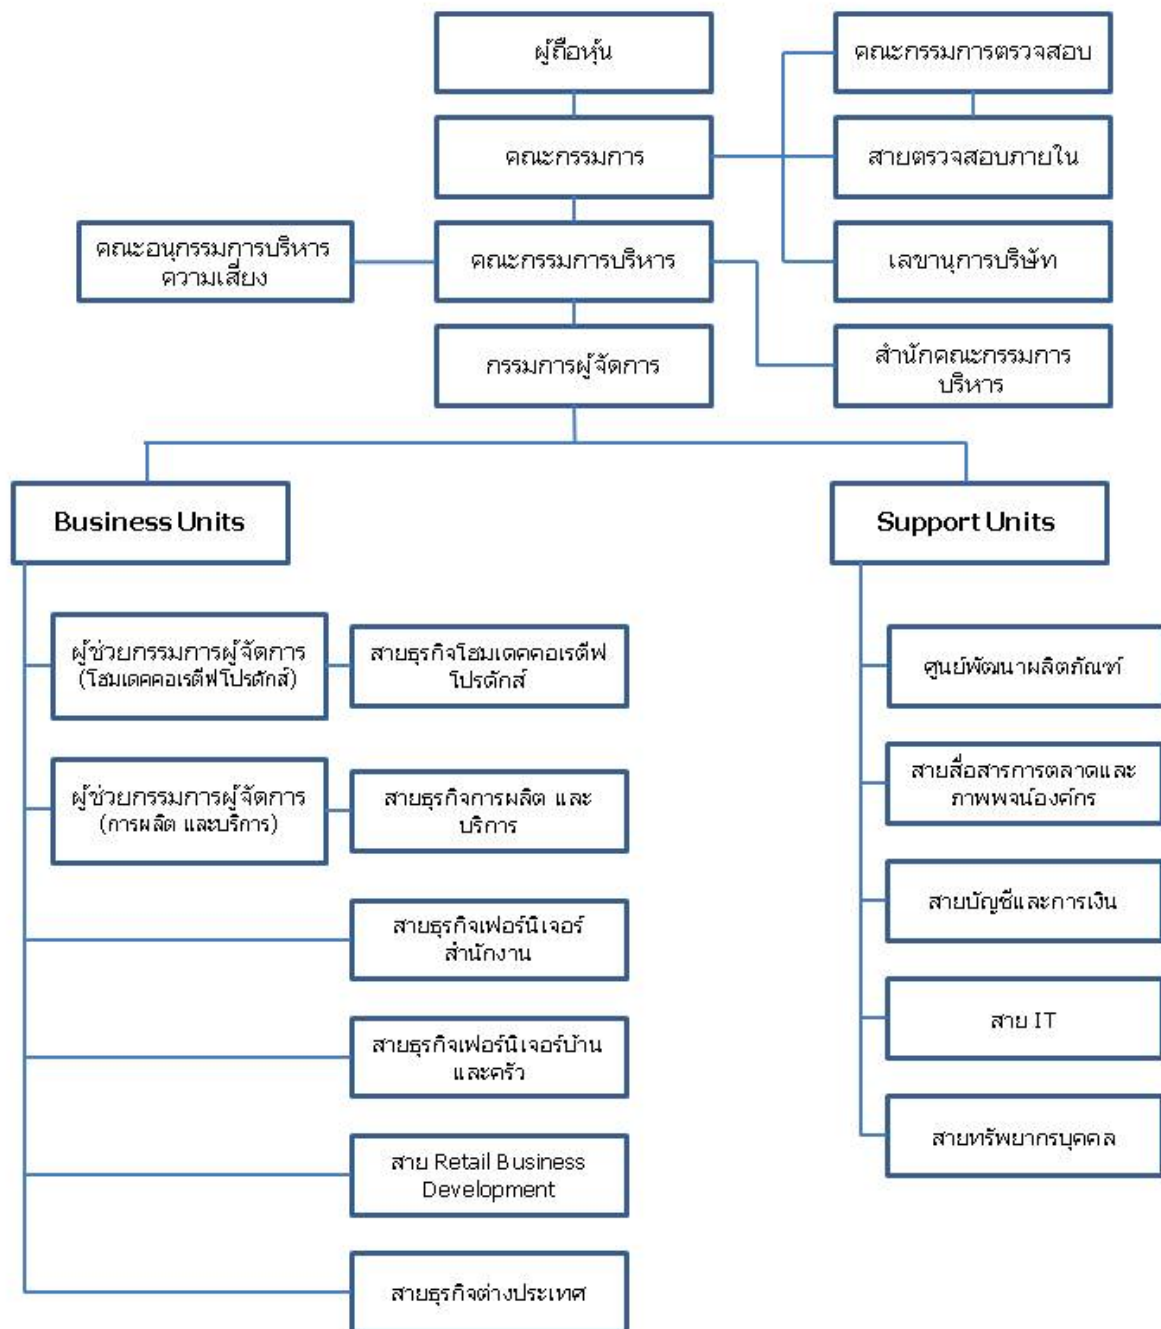 ผู้ถือหุ้น
คณะกรรมการตรวจสอบ
คณะกรรมการ
สายตรวจสอบภายใน
คณะอนุกรรมการบริหาร
ความเสี่ยง
คณะกรรมการบริหาร
เลขานุการบริษัท
กรรมการผู้จัดการ
สำนักคณะกรรมการ
บริหาร
Business Units
Support Units
ผู้ช่วยกรรมการผู้จัดการ
(โฮมเดคคอเรตีฟโปรดักส์)
สายธุรกิจโฮมเดคคอเรตีฟ
โปรดักส์
ศูนย์พัฒนาผลิตภัณฑ์
ผู้ช่วยกรรมการผู้จัดการ
(การผลิต และบริการ)
สายธุรกิจการผลิต และ
บริการ
สายสื่อสารการตลาดและ
ภาพพจน์องค์กร
สายธุรกิจเฟอร์นิเจอร์
สำนักงาน
สายบัญชีและการเงิน
สายธุรกิจเฟอร์นิเจอร์บ้าน
และครัว
สาย IT
สาย Retail Business
Development
สายทรัพยากรบุคคล
สายธุรกิจต่างประเทศ